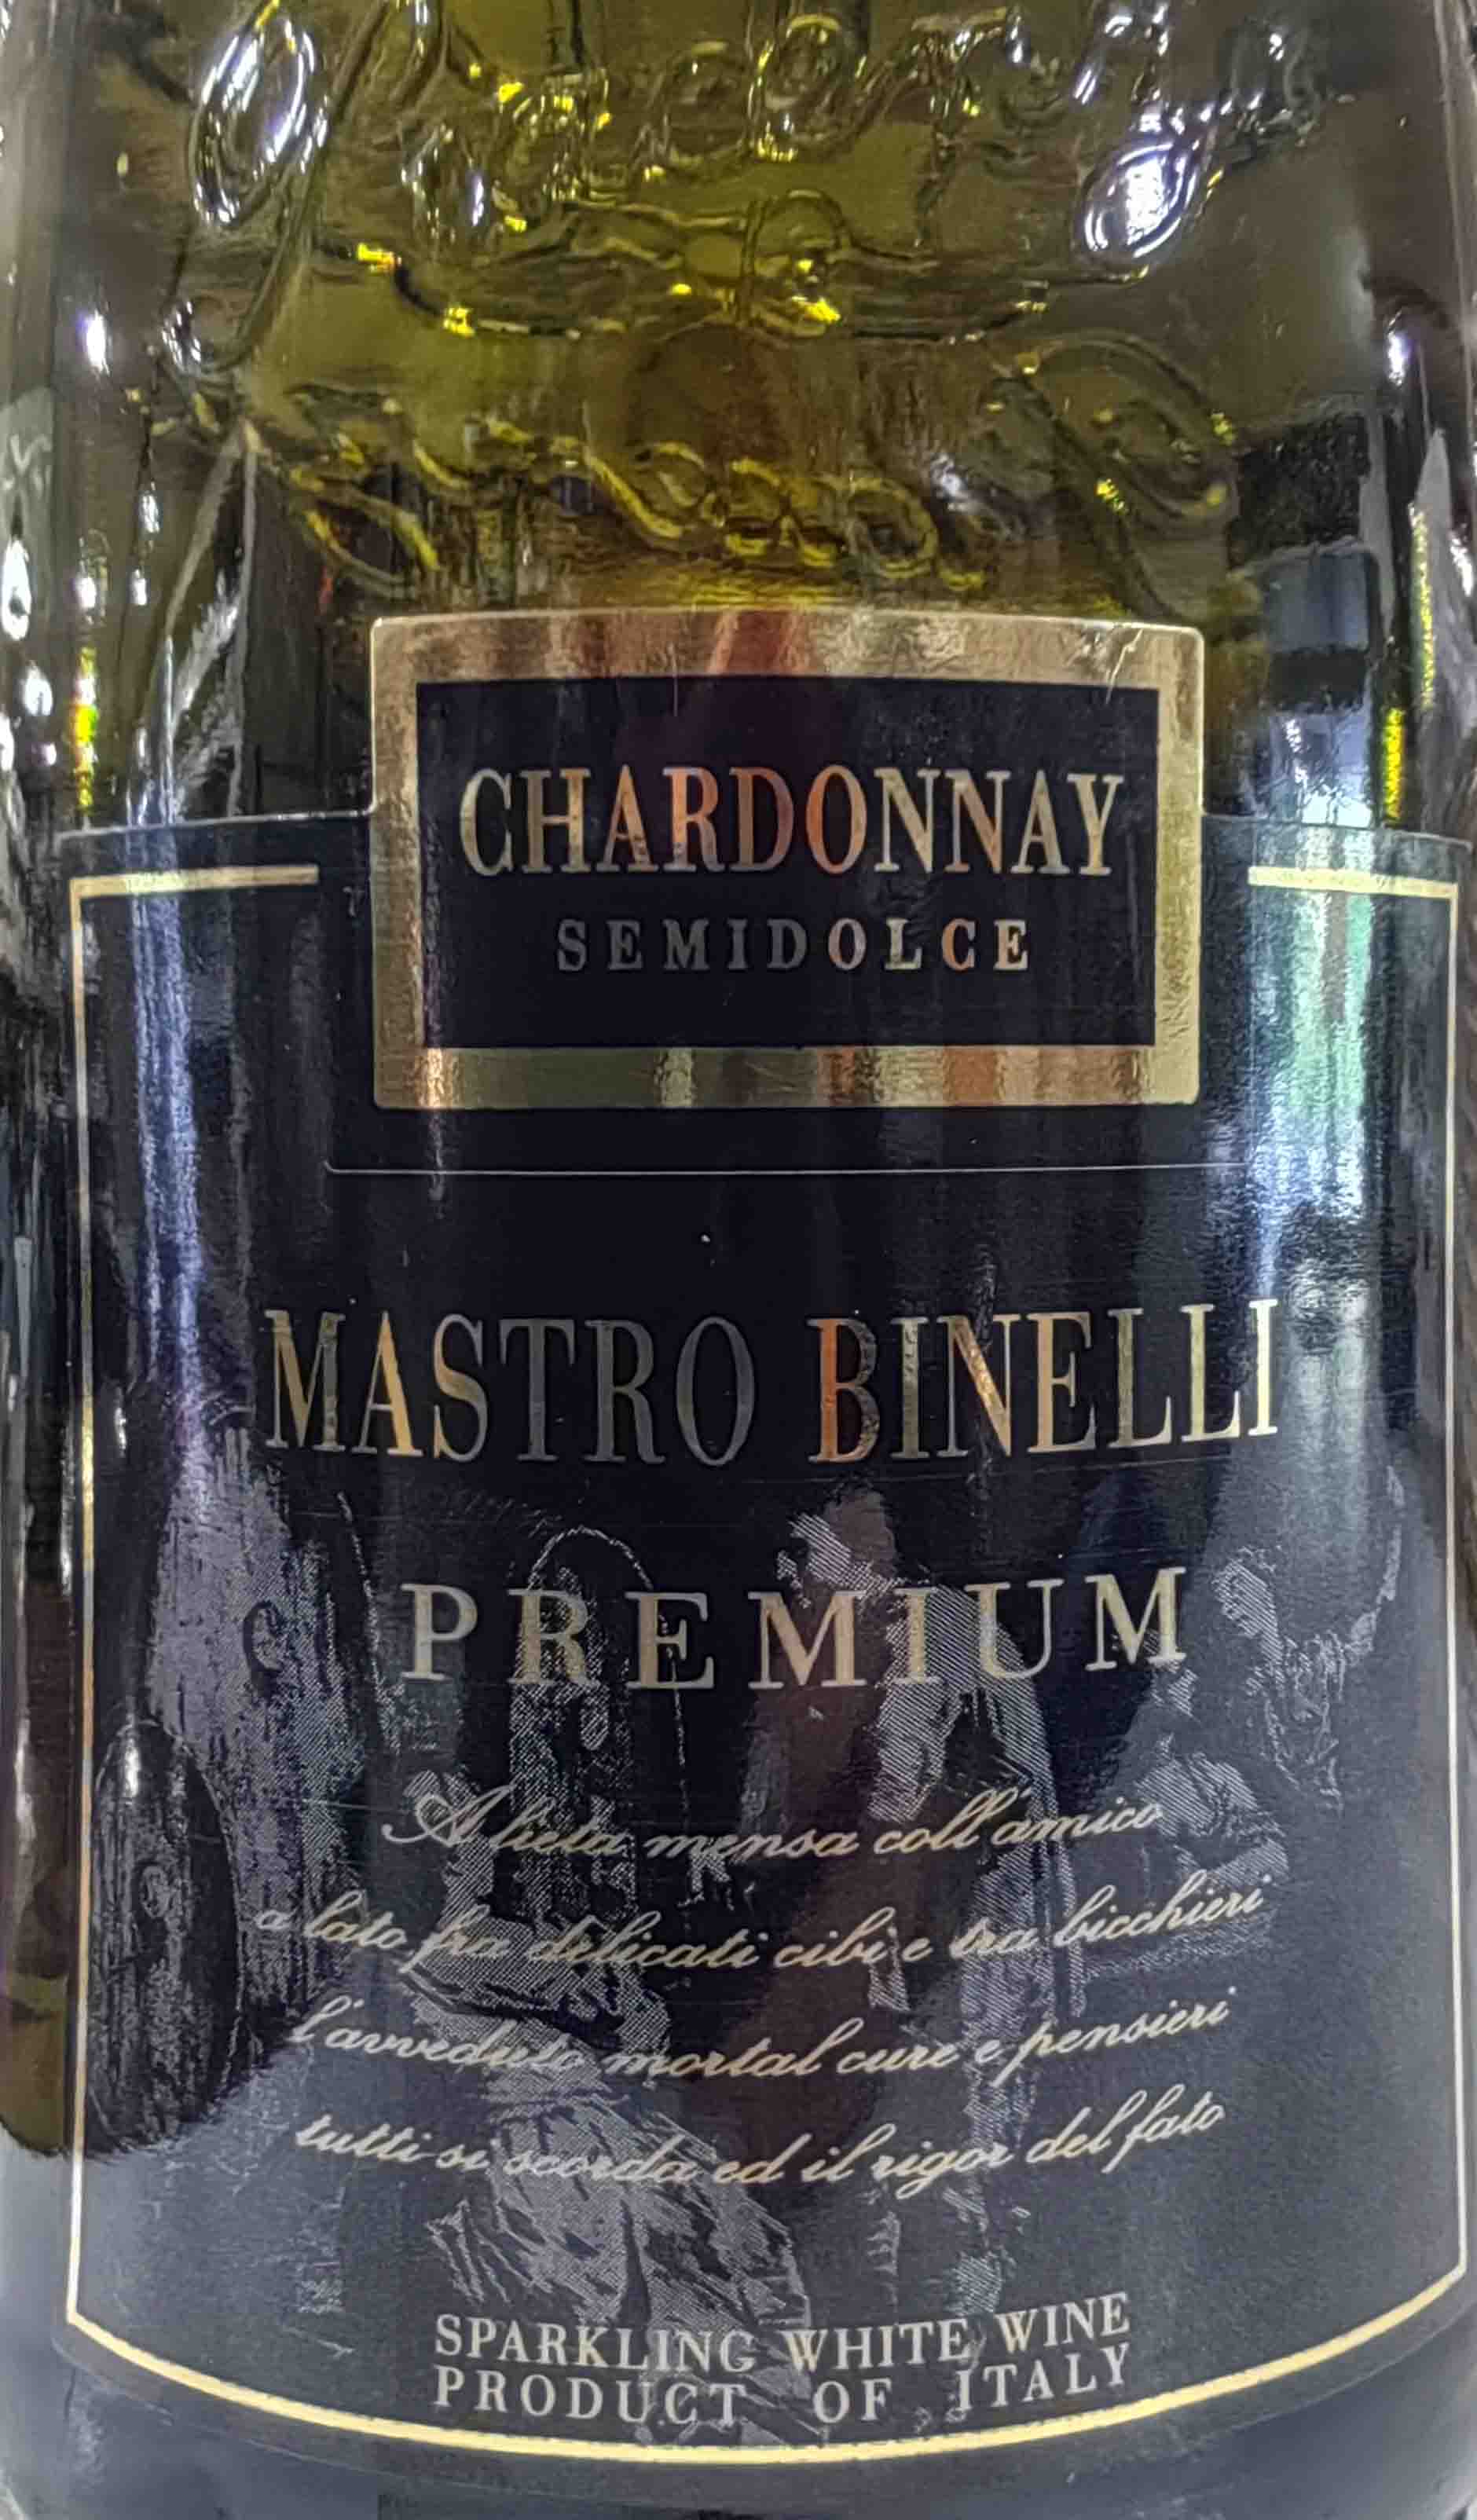 CHARDONNAY
SEMIDOLCE
MASTRO BINELLI
PREMIUM
A lieta mensa coll'amico
a lato fra delicati cibi e tra bicchieri
l'avveduto mortal cure e pensieri
tutti si scorda ed il rigor del fato
SPARKLING WHITE WINE
PRODUCT OF ITALY